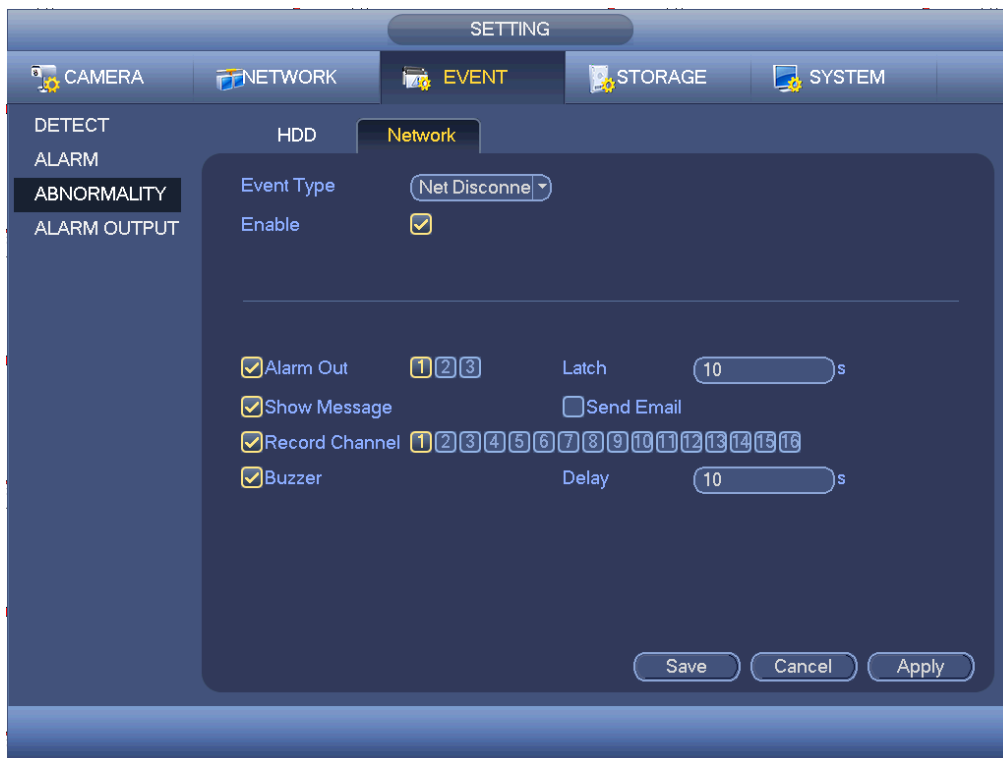 SETTING
CAMERA NETWORK EVENT STORAGE SYSTEM
DETECT
ALARM
ABNORMALITY
ALARM OUTPUT
HDD Network
Event Type Net Disconne
Enable
Alarm Out 1 2 3 Latch 10 s
Show Message Send Email
Record Channel 1 2 3 4 5 6 7 8 9 10 11 12 13 14 15 16
Buzzer Delay 10 s
Save Cancel Apply